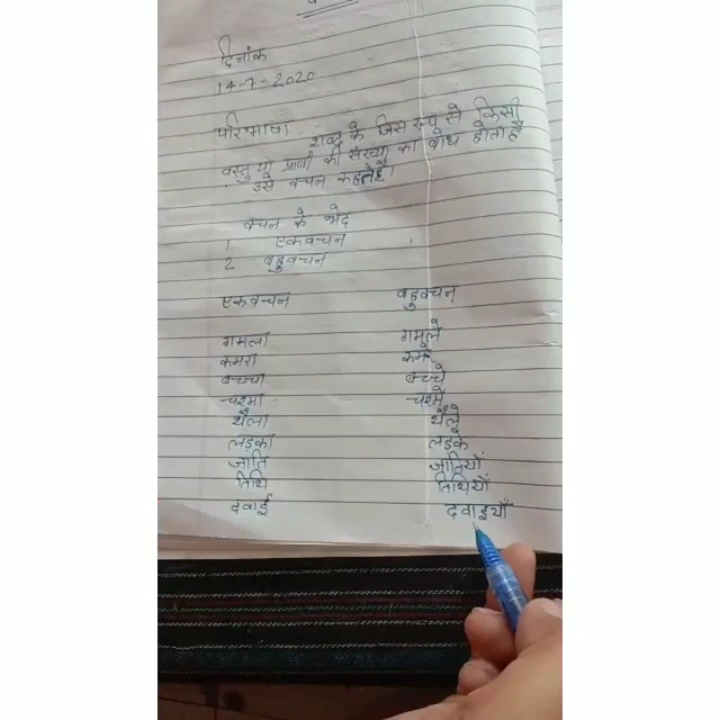 दिनांक
14-7-2020
परिभाषा शब्द के जिस रूप से किसी
वस्तु या प्राणी की संख्या का बोध होता है
उसे वचन कहते हैं।
वचन के भेद
1 एकवचन
2 बहुवचन
एकवचन बहुवचन
गमला गमले
कमरा कमरे
बच्चा बच्चे
चश्मा चश्मे
थैला थैले
लड़का लड़के
जाति जातियाँ
तिथि तिथियाँ
दवाई दवाइयाँ